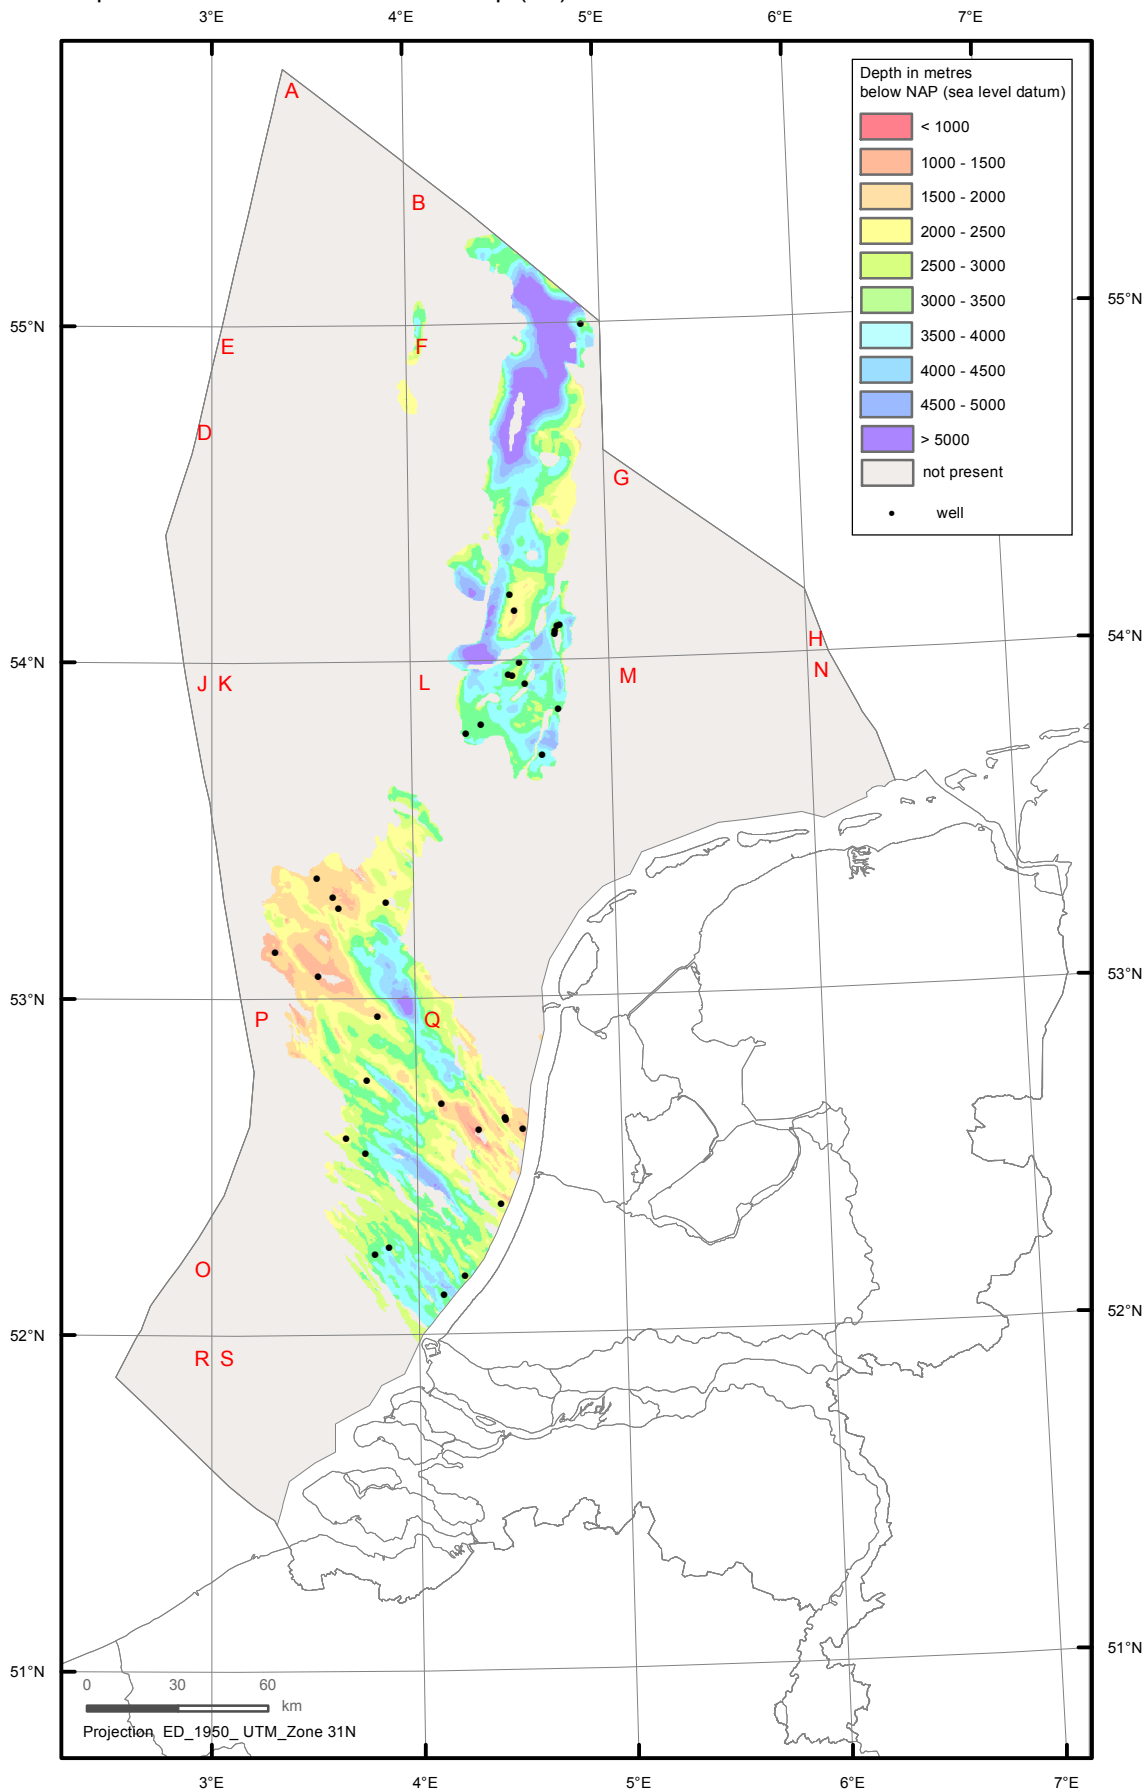 3°E 4°E 5°E 6°E 7°E
Depth in metres
below NAP (sea level datum)
< 1000
1000 - 1500
1500 - 2000
2000 - 2500
2500 - 3000
3000 - 3500
3500 - 4000
4000 - 4500
4500 - 5000
> 5000
not present
well
A
B
55°N
55°N
E
F
D
G
H
54°N
54°N
J K
L
M
N
53°N
53°N
P
Q
O
52°N
52°N
R S
51°N
51°N
0 30 60
km
Projection ED_1950_ UTM_Zone 31N
3°E 4°E 5°E 6°E 7°E